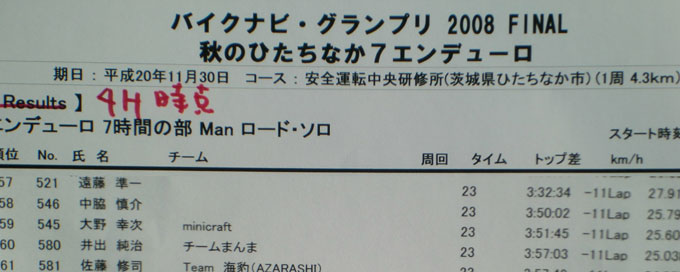 バイクナビ・グランプリ 2008 FINAL
秋のひたちなか7エンデューロ
期日 : 平成20年11月30日 コース : 安全運転中央研修所(茨城県ひたちなか市) (1周 4.3km)
Results 】 4H 時点
エンデューロ 7時間の部 Man ロード・ソロ
スタート時刻
順位 No. 氏 名 チーム 周回 タイム トップ差 km/h
57 521 遠藤 準一 23 3:32:34 -11Lap 27.91
58 546 中脇 慎介 23 3:50:02 -11Lap 25.79
59 545 大野 幸次 minicraft 23 3:51:45 -11Lap 25.60
60 580 井出 純治 チームまんま 23 3:57:03 -11Lap 25.03
61 581 佐藤 修司 Team 海豹(AZARASHI) 23